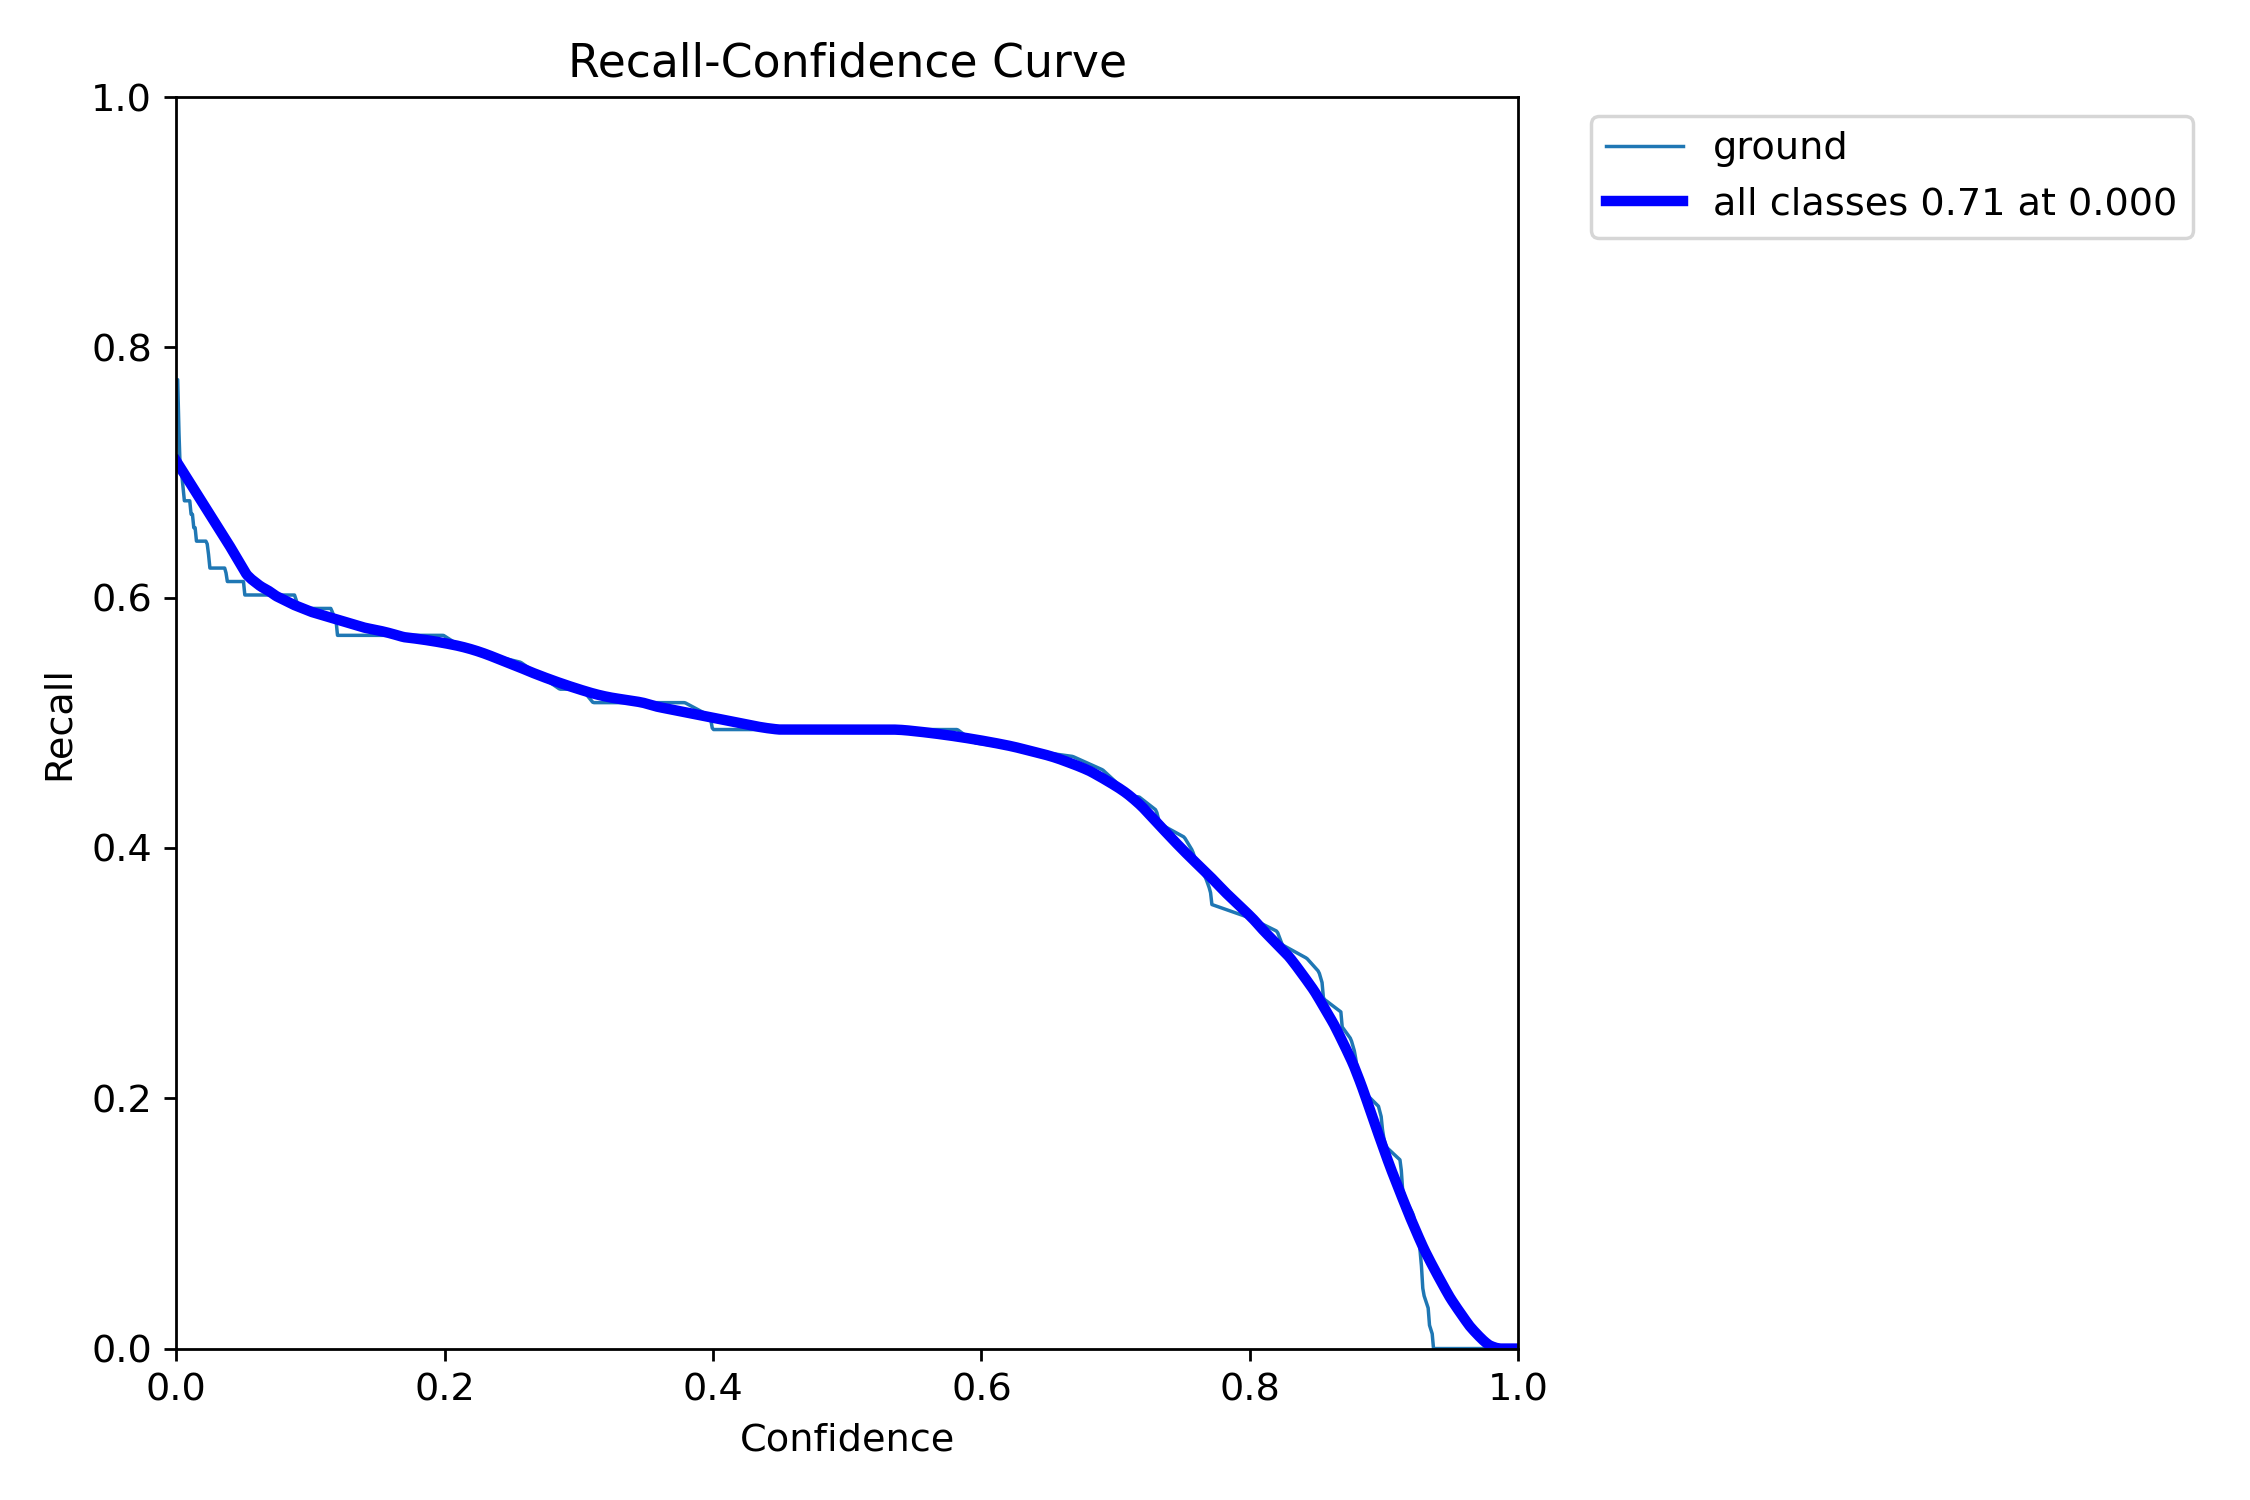 Recall-Confidence Curve
1.0
0.8
0.6
0.4
0.2
0.0
Recall
0.0 0.2 0.4 0.6 0.8 1.0
Confidence
ground
all classes 0.71 at 0.000